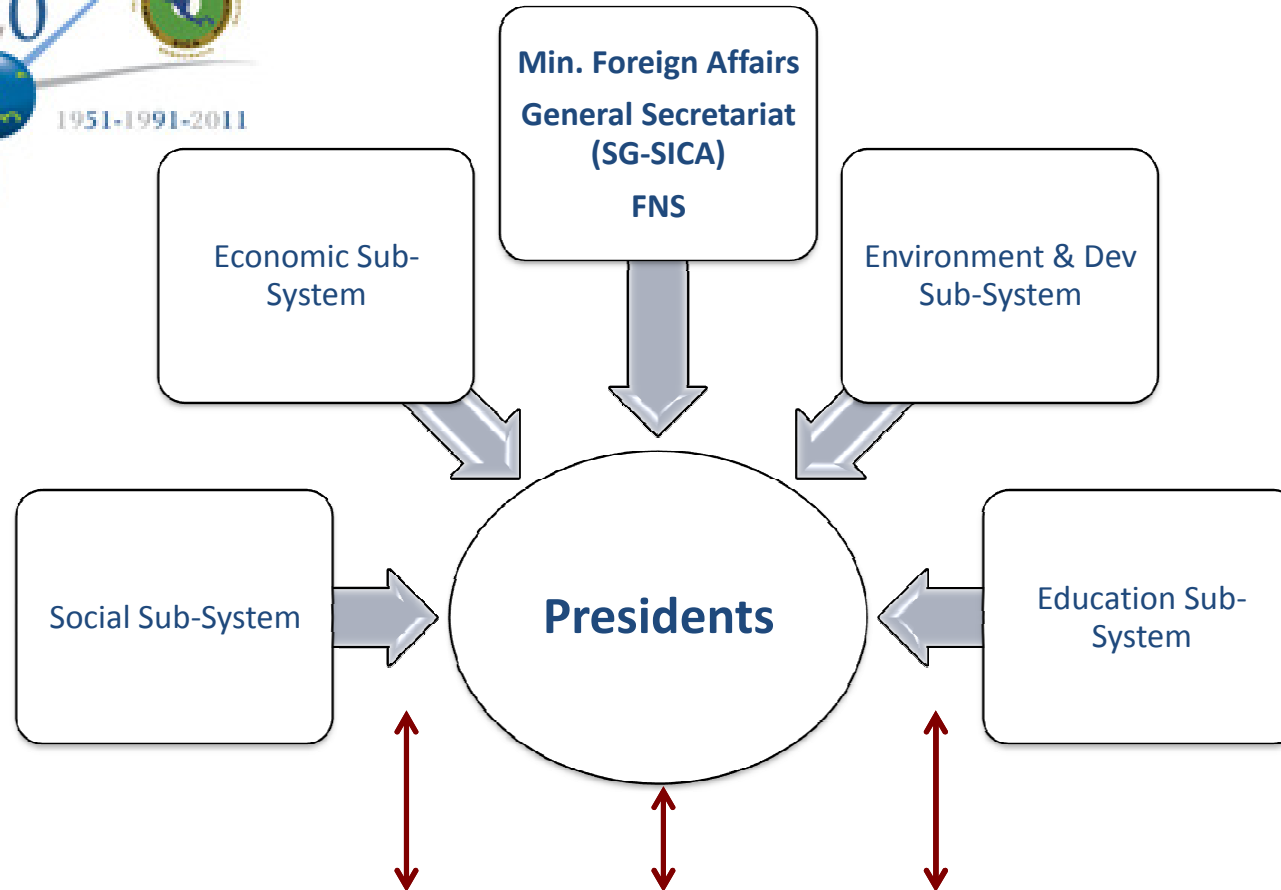 0
1951-1991-2011
Min. Foreign Affairs
General Secretariat
(SG-SICA)
FNS
Economic Sub-
System
Environment & Dev
Sub-System
Social Sub-System
Presidents
Education Sub-
System